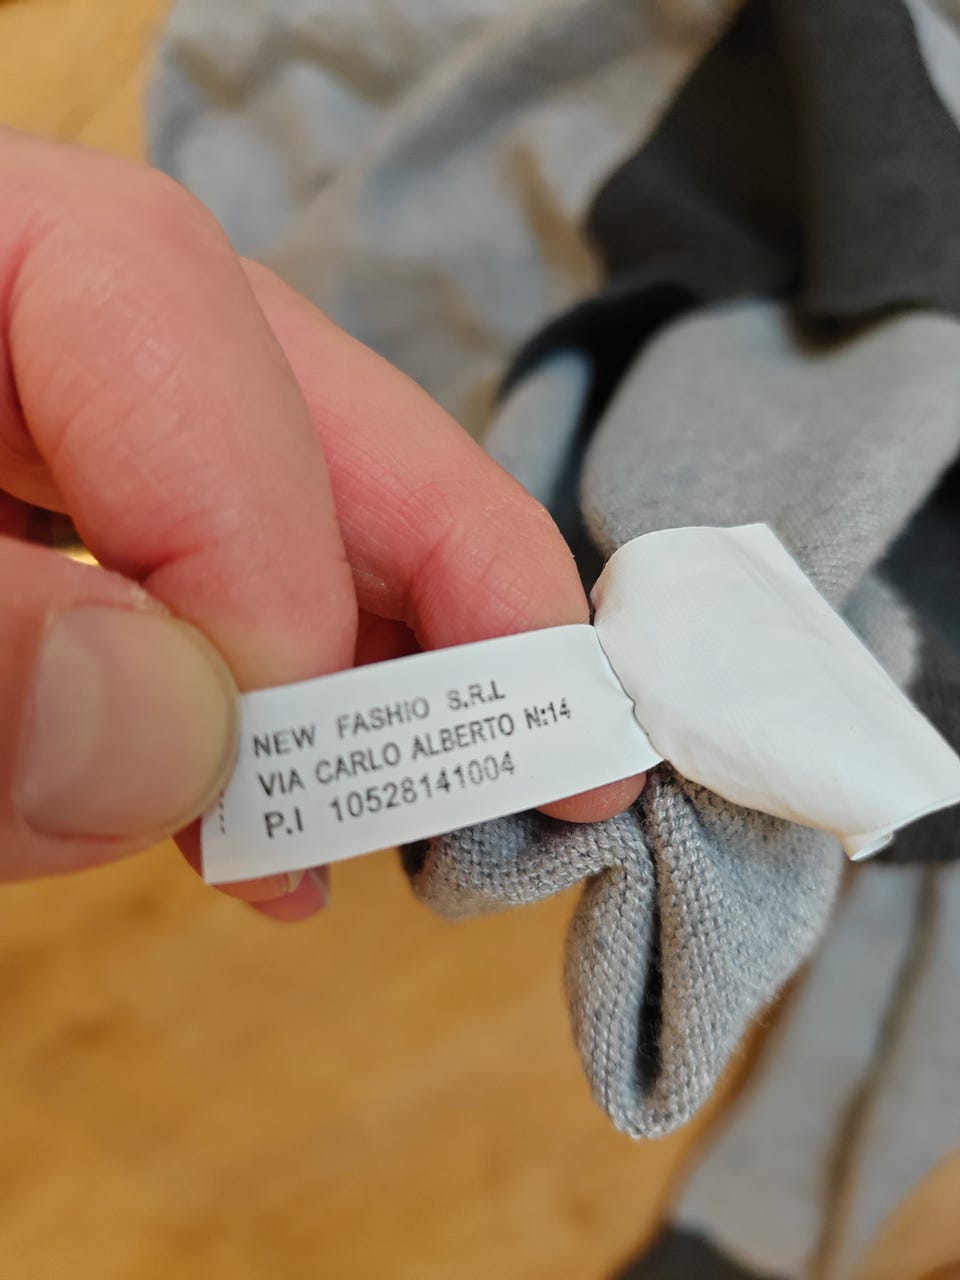 NEW FASHIO S.R.L
VIA CARLO ALBERTO N:14
P.I 10528141004